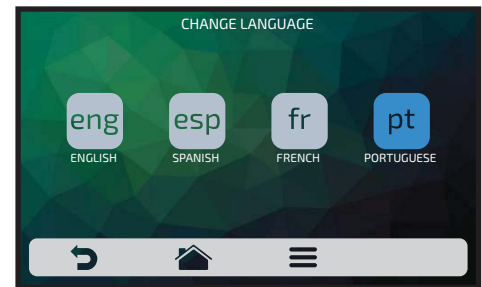 CHANGE LANGUAGE
eng esp fr pt
ENGLISH SPANISH FRENCH PORTUGUESE